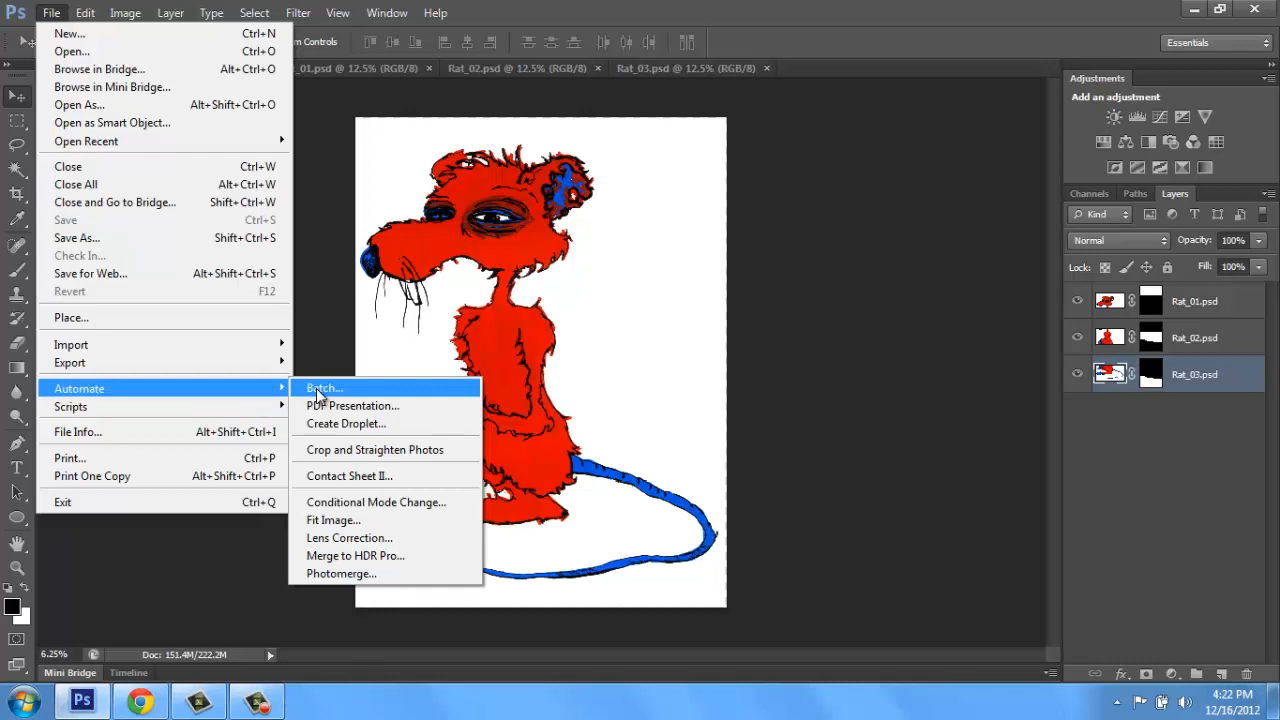 Ps File Edit Image Layer Type Select Filter View Window Help
New... Ctrl+N
Open... Ctrl+O
Browse in Bridge... Alt+Ctrl+O
Browse in Mini Bridge...
Open As... Alt+Shift+Ctrl+O
Open as Smart Object...
Open Recent
Close Ctrl+W
Close All Alt+Ctrl+W
Close and Go to Bridge... Shift+Ctrl+W
Save Ctrl+S
Save As... Shift+Ctrl+S
Check In...
Save for Web... Alt+Shift+Ctrl+S
Revert F12
Place...
Import
Export
Automate
Scripts
File Info... Alt+Shift+Ctrl+I
Print... Ctrl+P
Print One Copy Alt+Shift+Ctrl+P
Exit Ctrl+Q
Batch...
PDF Presentation...
Create Droplet...
Crop and Straighten Photos
Contact Sheet II...
Conditional Mode Change...
Fit Image...
Lens Correction...
Merge to HDR Pro...
Photomerge...
m Controls
Essentials
_01.psd @ 12.5% (RGB/8) × Rat_02.psd @ 12.5% (RGB/8) × Rat_03.psd @ 12.5% (RGB/8) ×
Adjustments
Add an adjustment
Channels Paths Layers
Kind
Normal Opacity: 100%
Lock: Fill: 100%
Rat_01.psd
Rat_02.psd
Rat_03.psd
6.25% Doc: 151.4M/222.2M
Mini Bridge Timeline
Ps
4:22 PM
12/16/2012